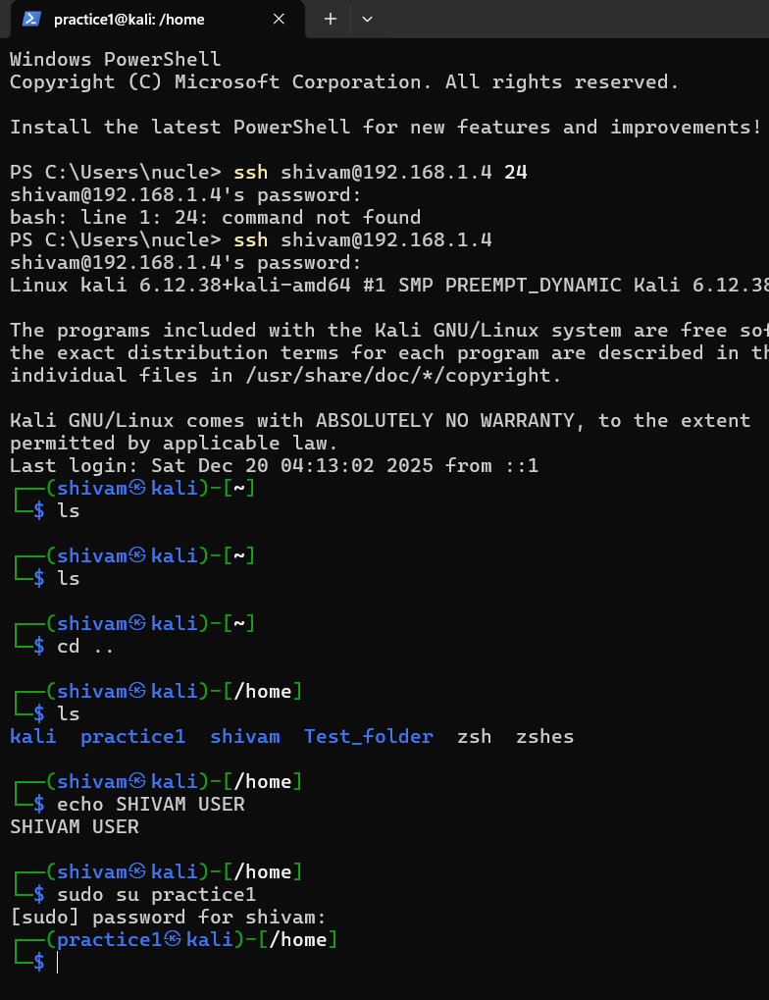 practice1@kali: /home
Windows PowerShell
Copyright (C) Microsoft Corporation. All rights reserved.
Install the latest PowerShell for new features and improvements!
PS C:\Users\nucle> ssh shivam@192.168.1.4 24
shivam@192.168.1.4's password:
bash: line 1: 24: command not found
PS C:\Users\nucle> ssh shivam@192.168.1.4
shivam@192.168.1.4's password:
Linux kali 6.12.38+kali-amd64 #1 SMP PREEMPT_DYNAMIC Kali 6.12.38
The programs included with the Kali GNU/Linux system are free sof
the exact distribution terms for each program are described in th
individual files in /usr/share/doc/*/copyright.
Kali GNU/Linux comes with ABSOLUTELY NO WARRANTY, to the extent
permitted by applicable law.
Last login: Sat Dec 20 04:13:02 2025 from ::1
┌──(shivam㉿kali)-[~]
└─$ ls
┌──(shivam㉿kali)-[~]
└─$ ls
┌──(shivam㉿kali)-[~]
└─$ cd ..
┌──(shivam㉿kali)-[/home]
└─$ ls
kali practice1 shivam Test_folder zsh zshes
┌──(shivam㉿kali)-[/home]
└─$ echo SHIVAM USER
SHIVAM USER
┌──(shivam㉿kali)-[/home]
└─$ sudo su practice1
[sudo] password for shivam:
┌──(practice1㉿kali)-[/home]
└─$